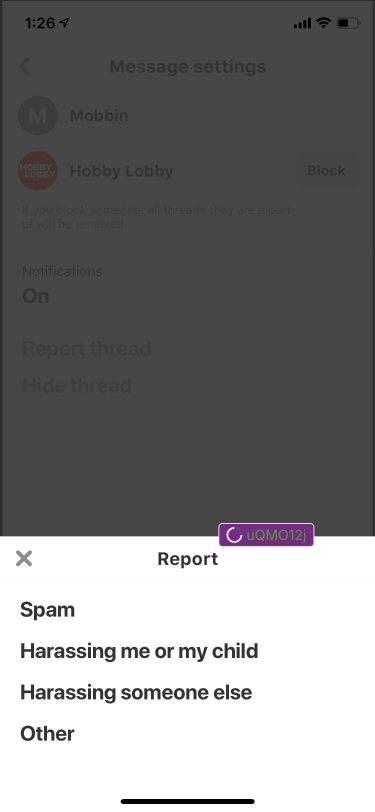 1:26
Message settings
M
Mobbin
HOBBY
LOBBY
Hobby Lobby
Block
If you block someone, all threads they are a part
of will be removed.
Notifications
On
Report thread
Hide thread
uQMO12j
Report
Spam
Harassing me or my child
Harassing someone else
Other